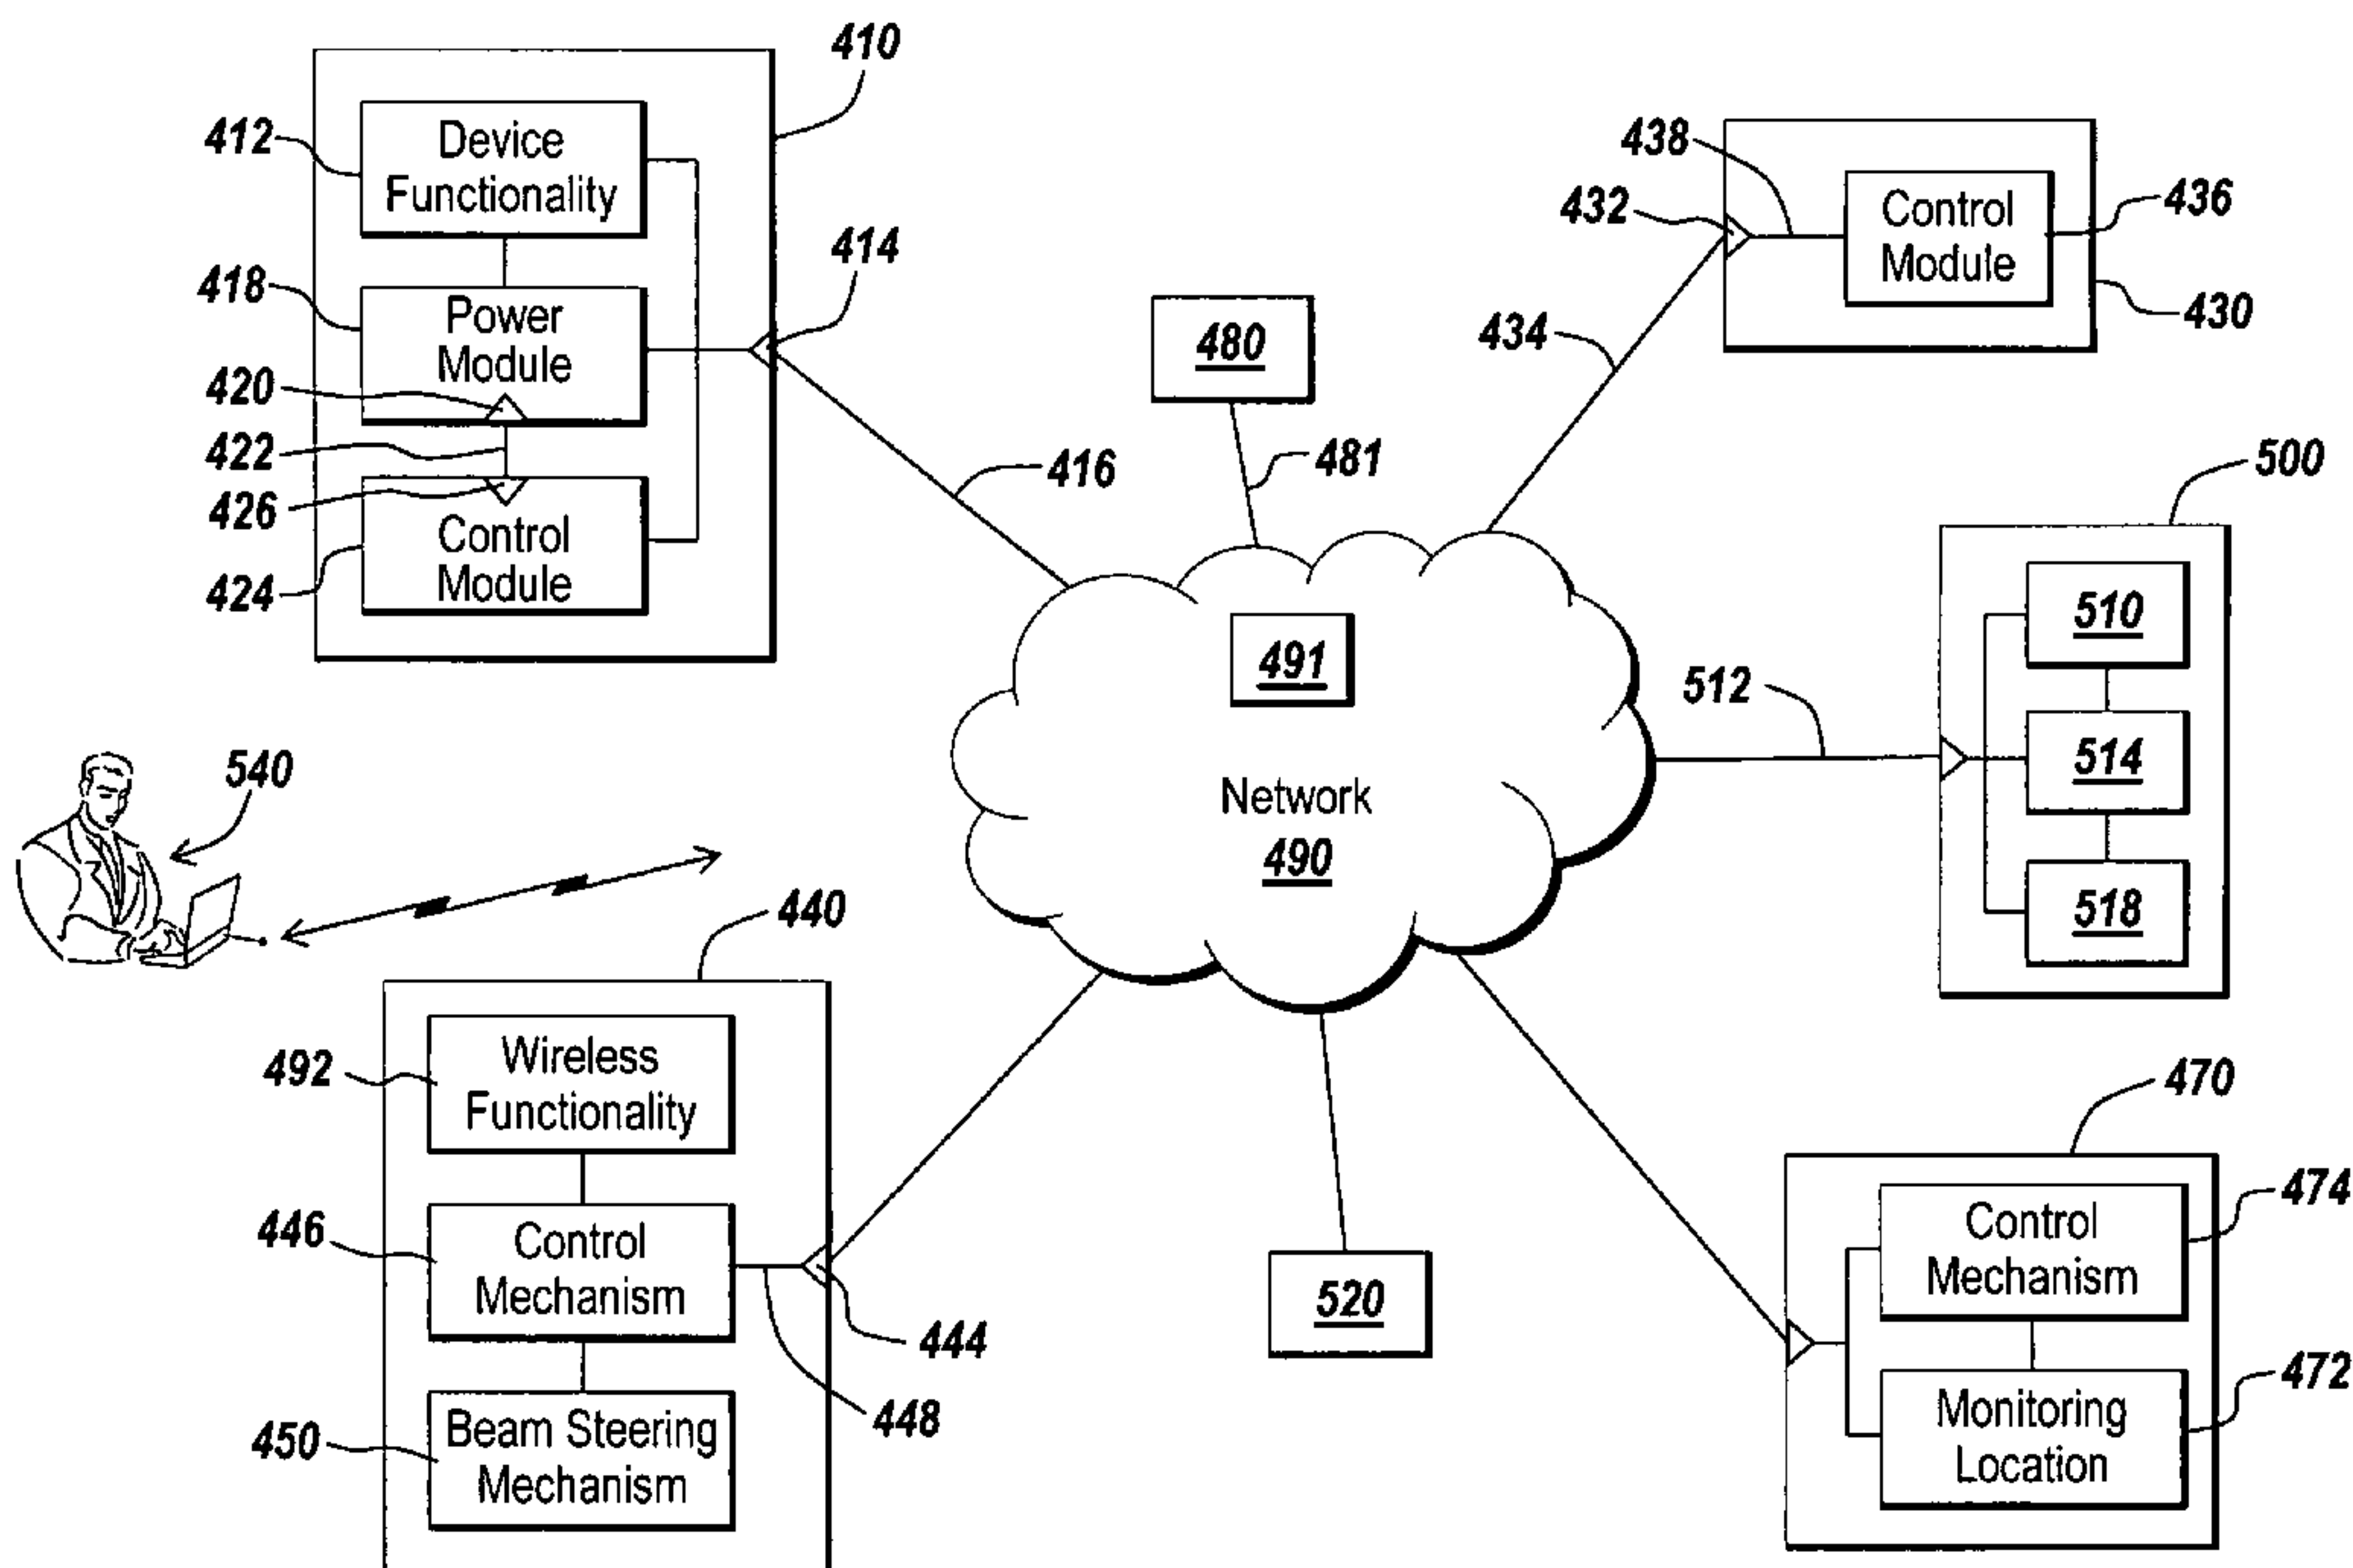 410
412
Device
Functionality
414
418
Power
Module
420
422
426
Control
Module
424
416
480
481
438
432
Control
Module
436
430
434
500
510
512
514
518
491
Network
490
540
440
492
Wireless
Functionality
446
Control
Mechanism
444
448
450
Beam Steering
Mechanism
520
470
474
Control
Mechanism
472
Monitoring
Location